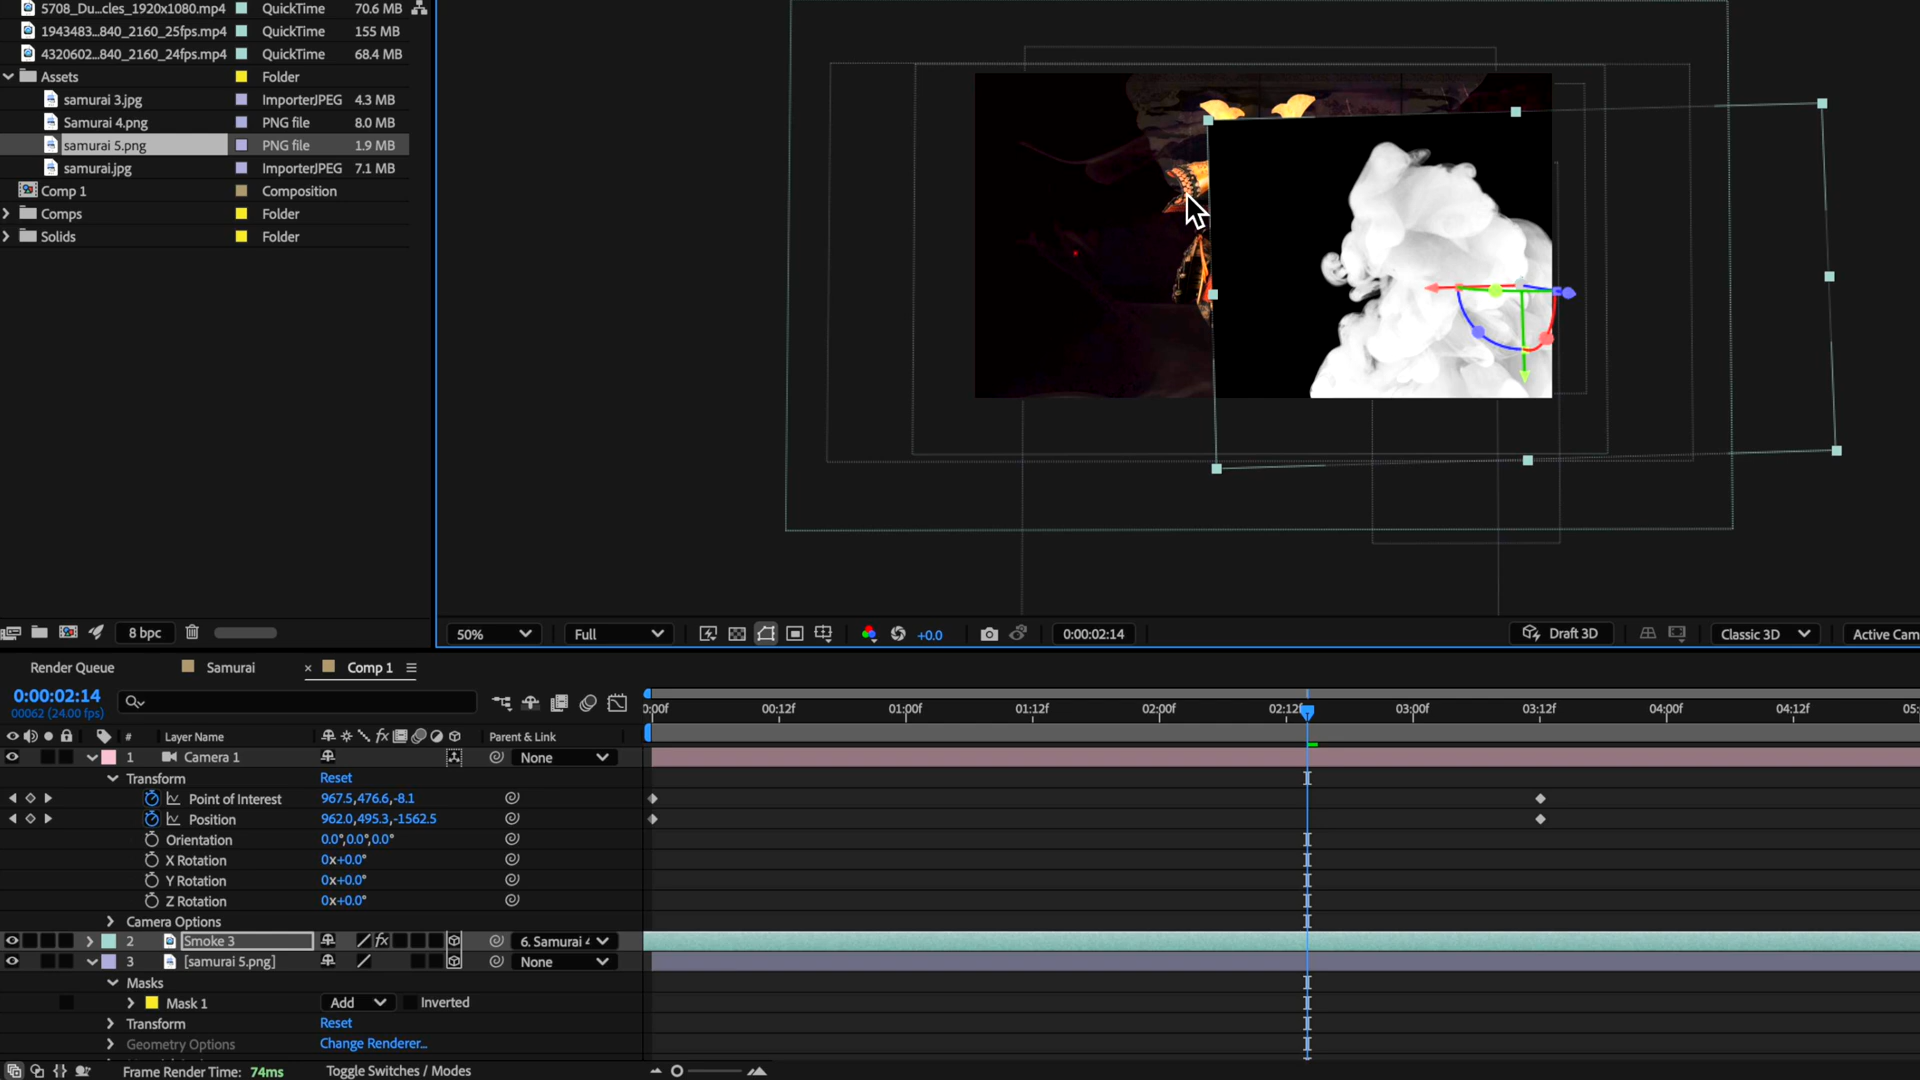 5708_Du...cles_1920x1080.mp4 QuickTime 70.6 MB
1943483...840_2160_25fps.mp4 QuickTime 155 MB
4320602...840_2160_24fps.mp4 QuickTime 68.4 MB
Assets Folder
samurai 3.jpg ImporterJPEG 4.3 MB
Samurai 4.png PNG file 8.0 MB
samurai 5.png PNG file 1.9 MB
samurai.jpg ImporterJPEG 7.1 MB
Comp 1 Composition
Comps Folder
Solids Folder
8 bpc 50% Full +0.0 0:00:02:14 Draft 3D Classic 3D Active Cam
Render Queue Samurai × Comp 1
0:00:02:14
00062 (24.00 fps)
:00f 00:12f 01:00f 01:12f 02:00f 02:12f 03:00f 03:12f 04:00f 04:12f 05:
# Layer Name fx Parent & Link
1 Camera 1 None
Transform Reset
Point of Interest 967.5,476.6,-8.1
Position 962.0,495.3,-1562.5
Orientation 0.0°,0.0°,0.0°
X Rotation 0x+0.0°
Y Rotation 0x+0.0°
Z Rotation 0x+0.0°
Camera Options
2 Smoke 3 fx 6. Samurai 4
3 [samurai 5.png] None
Masks
Mask 1 Add Inverted
Transform Reset
Geometry Options Change Renderer...
Frame Render Time: 74ms Toggle Switches / Modes